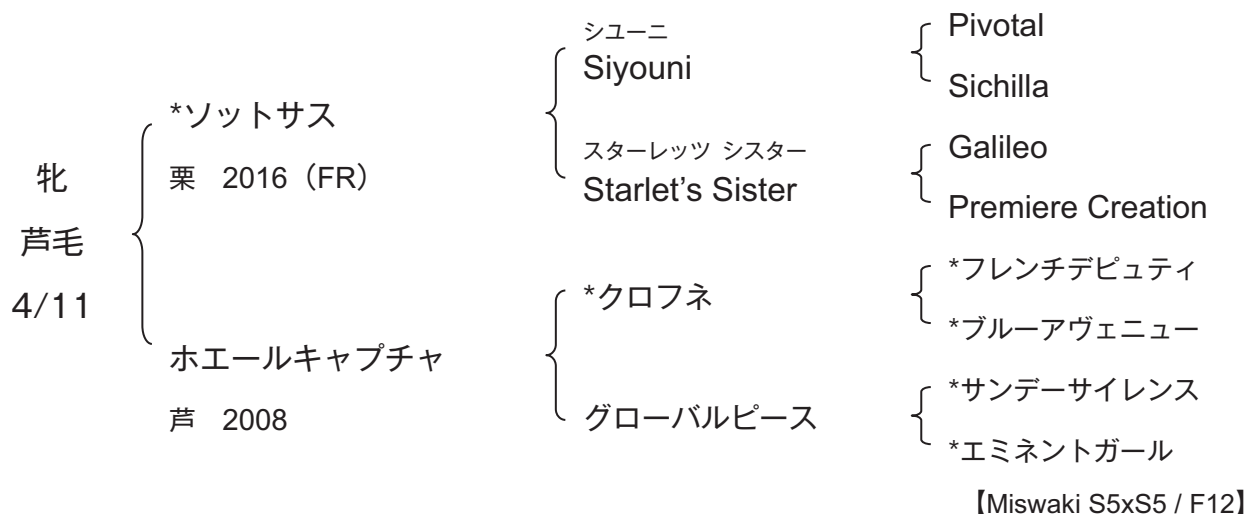 牝
芦毛
4/11
*ソットサス
栗 2016（FR）
シユーニ
Siyouni
Pivotal
Sichilla
スターレッツ シスター
Starlet’s Sister
Galileo
Premiere Creation
ホエールキャプチャ
芦 2008
*クロフネ
*フレンチデピュティ
*ブルーアヴェニュー
グローバルピース
*サンデーサイレンス
*エミネントガール
【Miswaki S5xS5 / F12】